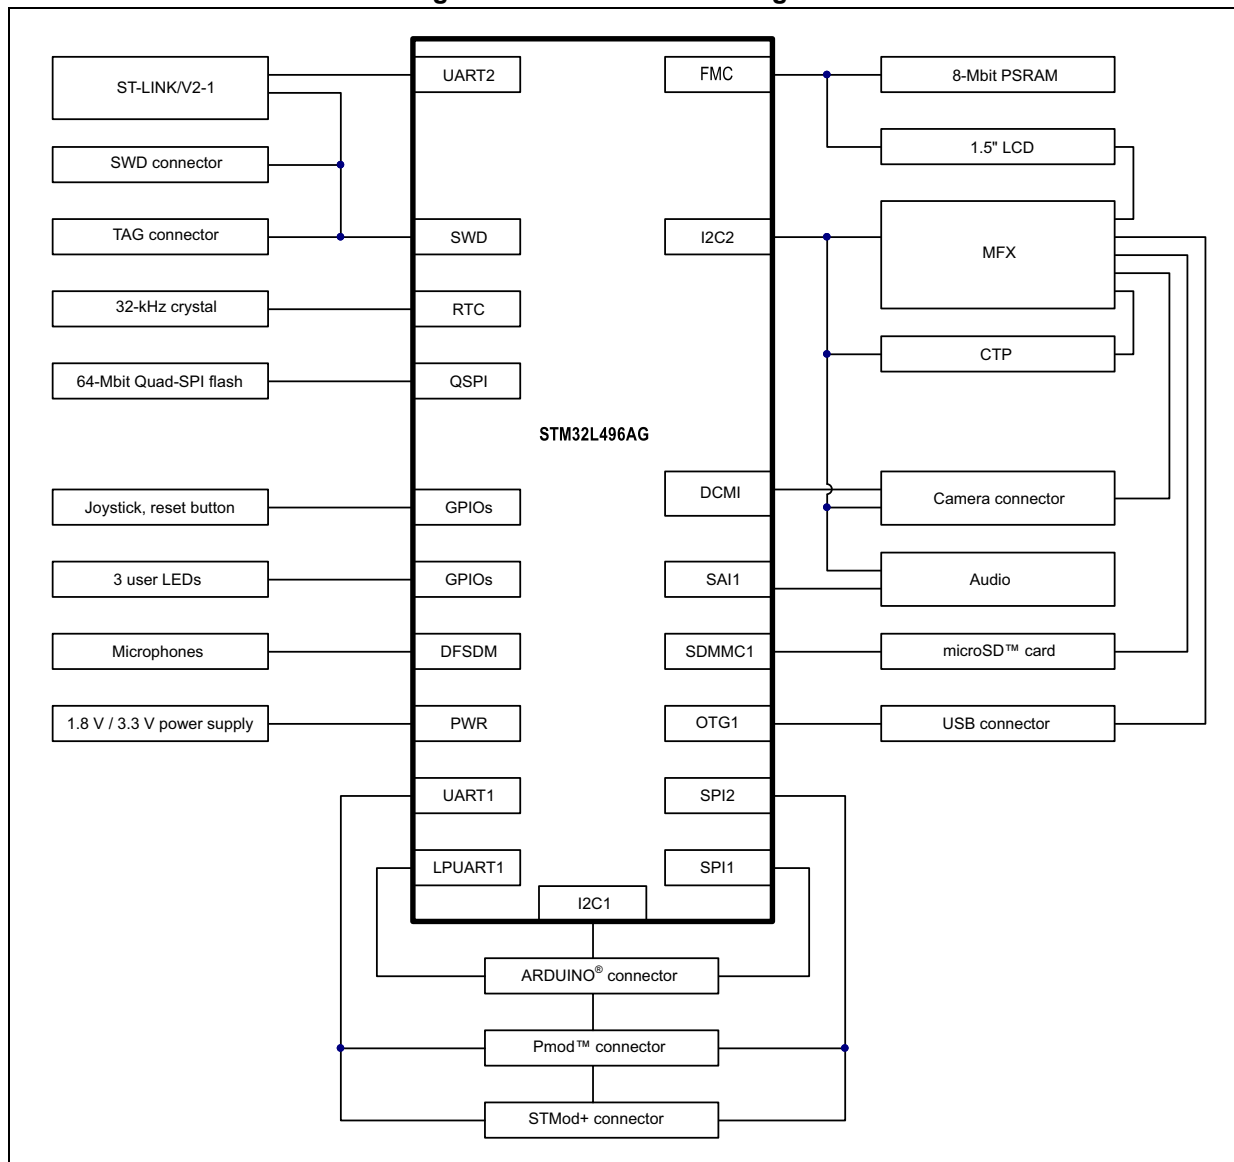 ST-LINK/V2-1
UART2
FMC
8-Mbit PSRAM
SWD connector
1.5" LCD
TAG connector
SWD
I2C2
MFX
32-kHz crystal
RTC
CTP
64-Mbit Quad-SPI flash
QSPI
STM32L496AG
Joystick, reset button
GPIOs
DCMI
Camera connector
3 user LEDs
GPIOs
SAI1
Audio
Microphones
DFSDM
SDMMC1
microSD™ card
1.8 V / 3.3 V power supply
PWR
OTG1
USB connector
UART1
SPI2
LPUART1
SPI1
I2C1
ARDUINO® connector
Pmod™ connector
STMod+ connector